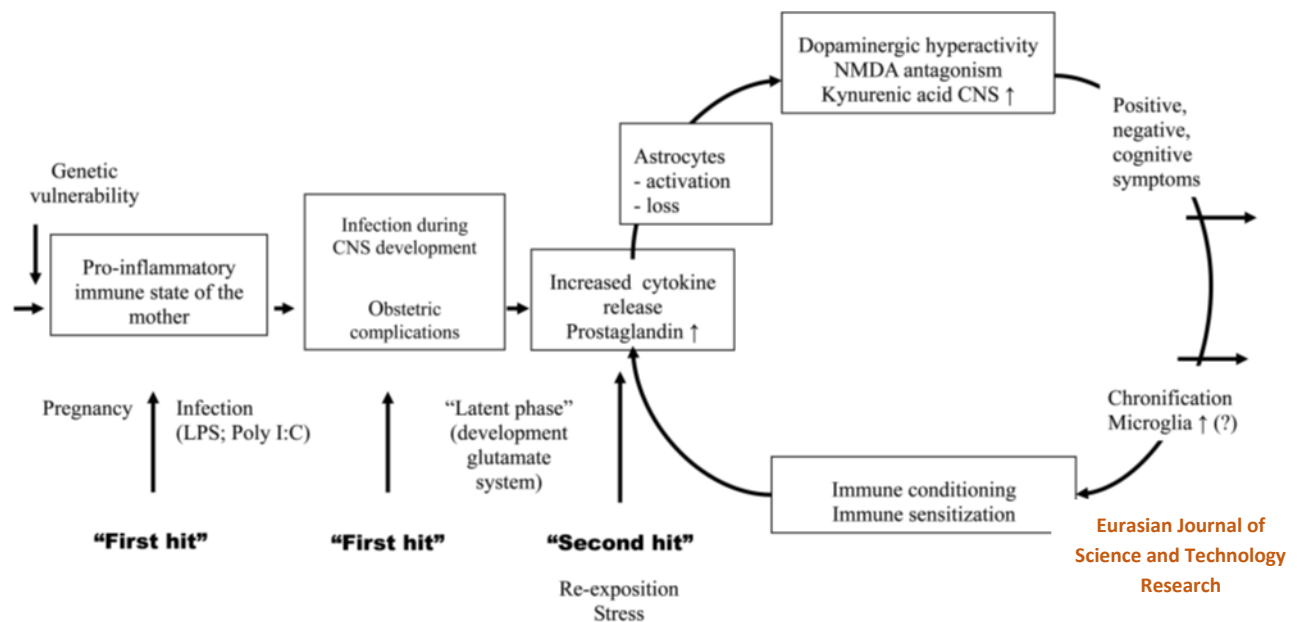 Genetic
vulnerability
Pro-inflammatory
immune state of the
mother
Pregnancy
Infection
(LPS; Poly I:C)
“First hit”
Infection during
CNS development
Obstetric
complications
“First hit”
“Latent phase”
(development
glutamate
system)
Increased cytokine
release
Prostaglandin ↑
“Second hit”
Re-exposition
Stress
Astrocytes
- activation
- loss
Dopaminergic hyperactivity
NMDA antagonism
Kynurenic acid CNS ↑
Positive,
negative,
cognitive
symptoms
Chronification
Microglia ↑ (?)
Immune conditioning
Immune sensitization
Eurasian Journal of
Science and Technology
Research